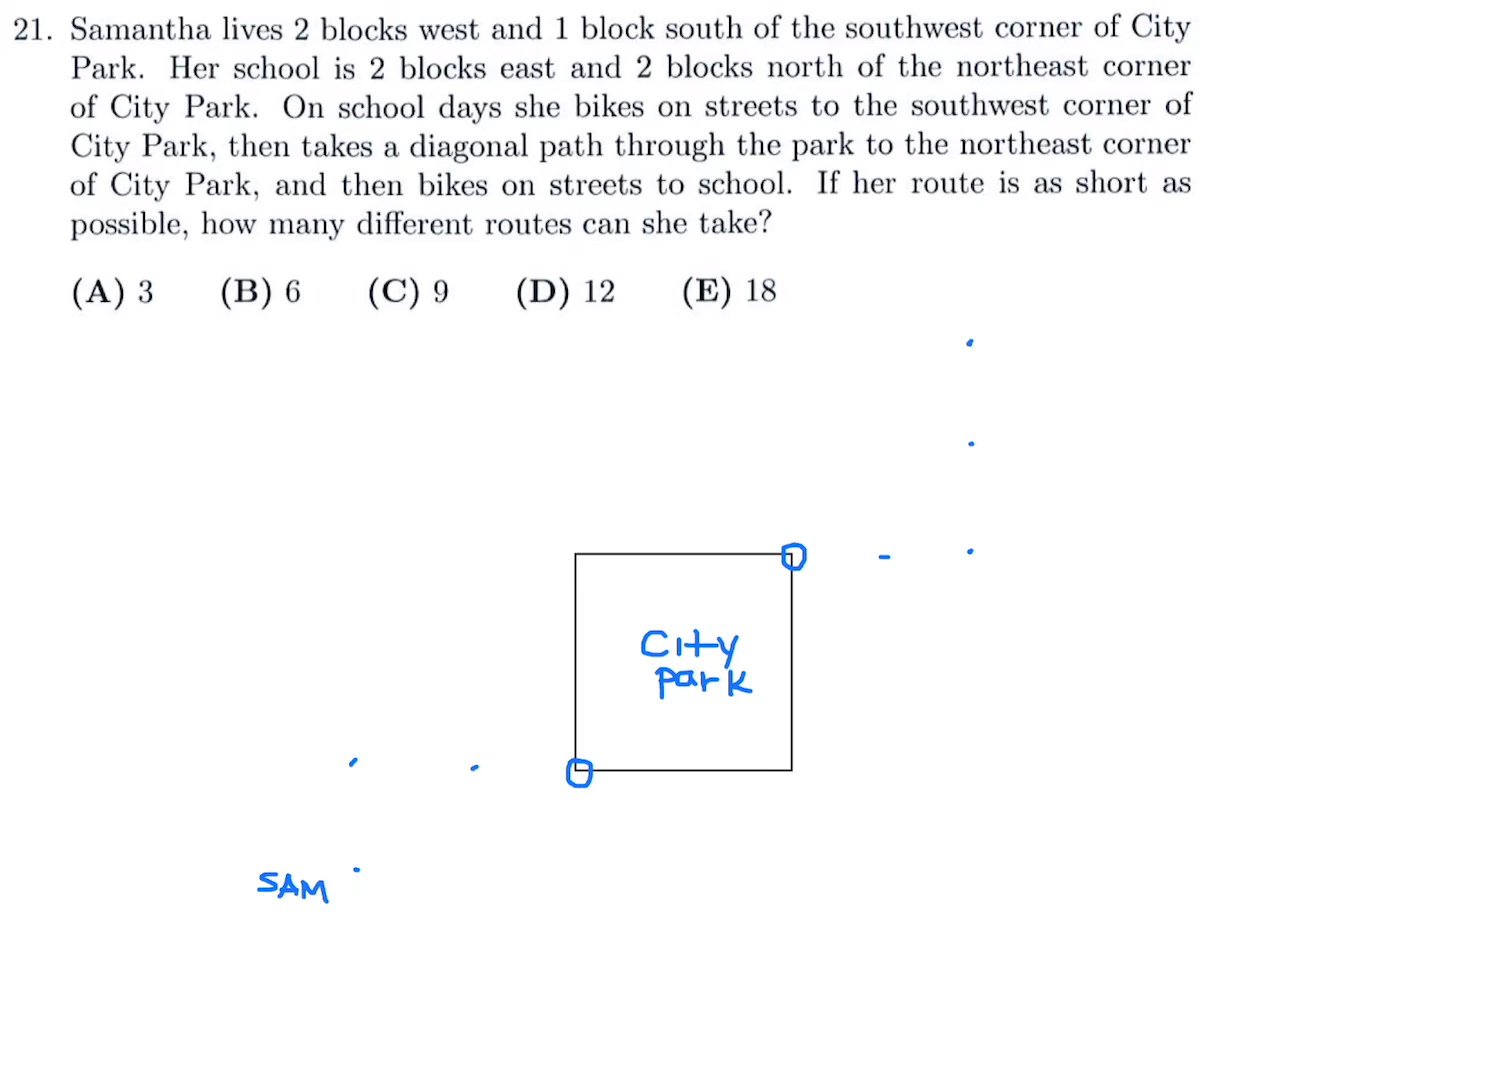 21. Samantha lives 2 blocks west and 1 block south of the southwest corner of City
Park. Her school is 2 blocks east and 2 blocks north of the northeast corner
of City Park. On school days she bikes on streets to the southwest corner of
City Park, then takes a diagonal path through the park to the northeast corner
of City Park, and then bikes on streets to school. If her route is as short as
possible, how many different routes can she take?
(A) 3 (B) 6 (C) 9 (D) 12 (E) 18
City
Park
SAM